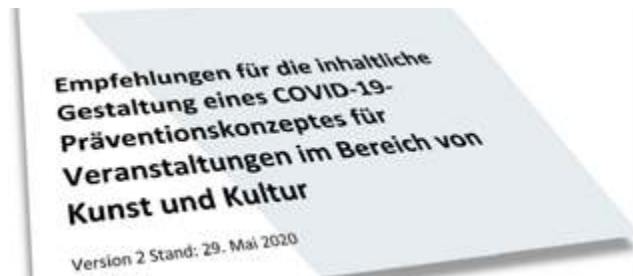 Empfehlungen für die inhaltliche
Gestaltung eines COVID-19-
Präventionskonzeptes für
Veranstaltungen im Bereich von
Kunst und Kultur
Version 2 Stand: 29. Mai 2020